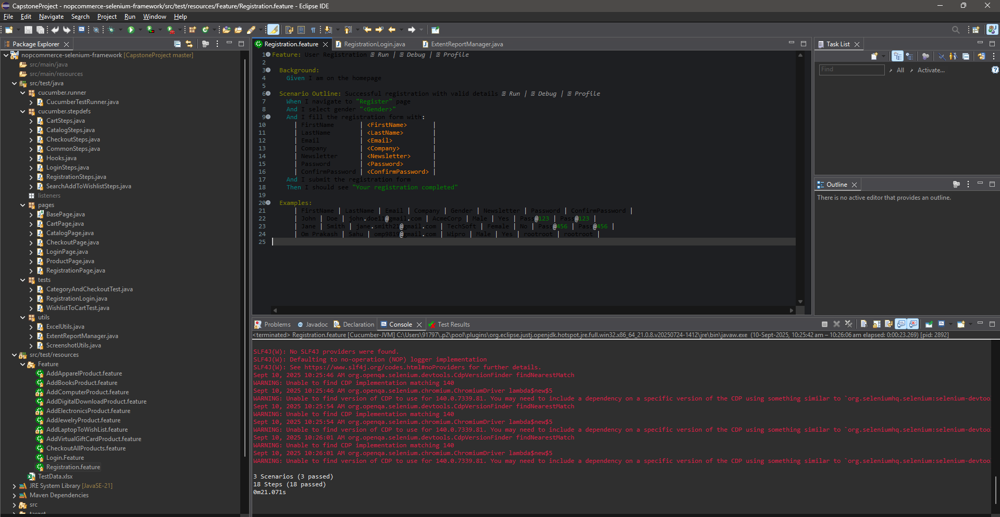 CapstoneProject - nopcommerce-selenium-framework/src/test/resources/Feature/Registration.feature - Eclipse IDE
File Edit Navigate Search Project Run Window Help
Package Explorer
nopcommerce-selenium-framework [CapstoneProject master]
src/main/java
src/main/resources
src/test/java
cucumber.runner
CucumberTestRunner.java
cucumber.stepdefs
CartSteps.java
CatalogSteps.java
CheckoutSteps.java
CommonSteps.java
Hooks.java
LoginSteps.java
RegistrationSteps.java
SearchAddToWishlistSteps.java
listeners
pages
BasePage.java
CartPage.java
CatalogPage.java
CheckoutPage.java
LoginPage.java
ProductPage.java
RegistrationPage.java
tests
CategoryAndCheckoutTest.java
RegistrationLogin.java
WishlistToCartTest.java
utils
ExcelUtils.java
ExtentReportManager.java
ScreenshotUtils.java
src/test/resources
Feature
AddApparelProduct.feature
AddBooksProduct.feature
AddComputerProduct.feature
AddDigitalDownloadProduct.feature
AddElectronicsProduct.feature
AddJewelryProduct.feature
AddLaptopToWishList.feature
AddVirtualGiftCardProduct.feature
CheckoutAllProducts.feature
Login.Feature
Registration.feature
TestData.xlsx
JRE System Library [JavaSE-21]
Maven Dependencies
src
target
Registration.feature RegistrationLogin.java ExtentReportManager.java
1 Feature: User Registration Run | Debug | Profile
2
3 Background:
4 Given I am on the homepage
5
6 Scenario Outline: Successful registration with valid details Run | Debug | Profile
7 When I navigate to "Register" page
8 And I select gender "<Gender>"
9 And I fill the registration form with:
10 | FirstName | <FirstName> |
11 | LastName | <LastName> |
12 | Email | <Email> |
13 | Company | <Company> |
14 | Newsletter | <Newsletter> |
15 | Password | <Password> |
16 | ConfirmPassword | <ConfirmPassword> |
17 And I submit the registration form
18 Then I should see "Your registration completed"
19
20 Examples:
21 | FirstName | LastName | Email | Company | Gender | Newsletter | Password | ConfirmPassword |
22 | John | Doe | john.doe11@gmail.com | AcmeCorp | Male | Yes | Pass@123 | Pass@123 |
23 | Jane | Smith | jane.smith21@gmail.com | TechSoft | Female | No | Pass@456 | Pass@456 |
24 | Om Prakash | Sahu | omp9819@gmail.com | Wipro | Male | Yes | rootroot | rootroot |
25
Task List
Find All Activate...
Outline
There is no active editor that provides an outline.
Problems Javadoc Declaration Console Test Results
<terminated> Registration.feature [Cucumber-JVM] C:\Users\91797\.p2\pool\plugins\org.eclipse.justj.openjdk.hotspot.jre.full.win32.x86_64_21.0.8.v20250724-1412\jre\bin\javaw.exe (10-Sept-2025, 10:25:42 am – 10:26:06 am elapsed: 0:00:23.269) [pid: 2892]
SLF4J(W): No SLF4J providers were found.
SLF4J(W): Defaulting to no-operation (NOP) logger implementation
SLF4J(W): See https://www.slf4j.org/codes.html#noProviders for further details.
Sept 10, 2025 10:25:46 AM org.openqa.selenium.devtools.CdpVersionFinder findNearestMatch
WARNING: Unable to find CDP implementation matching 140
Sept 10, 2025 10:25:46 AM org.openqa.selenium.chromium.ChromiumDriver lambda$new$5
WARNING: Unable to find version of CDP to use for 140.0.7339.81. You may need to include a dependency on a specific version of the CDP using something similar to `org.seleniumhq.selenium:selenium-devtoo
Sept 10, 2025 10:25:54 AM org.openqa.selenium.devtools.CdpVersionFinder findNearestMatch
WARNING: Unable to find CDP implementation matching 140
Sept 10, 2025 10:25:54 AM org.openqa.selenium.chromium.ChromiumDriver lambda$new$5
WARNING: Unable to find version of CDP to use for 140.0.7339.81. You may need to include a dependency on a specific version of the CDP using something similar to `org.seleniumhq.selenium:selenium-devtoo
Sept 10, 2025 10:26:01 AM org.openqa.selenium.devtools.CdpVersionFinder findNearestMatch
WARNING: Unable to find CDP implementation matching 140
Sept 10, 2025 10:26:01 AM org.openqa.selenium.chromium.ChromiumDriver lambda$new$5
WARNING: Unable to find version of CDP to use for 140.0.7339.81. You may need to include a dependency on a specific version of the CDP using something similar to `org.seleniumhq.selenium:selenium-devtoo
3 Scenarios (3 passed)
18 Steps (18 passed)
0m21.071s